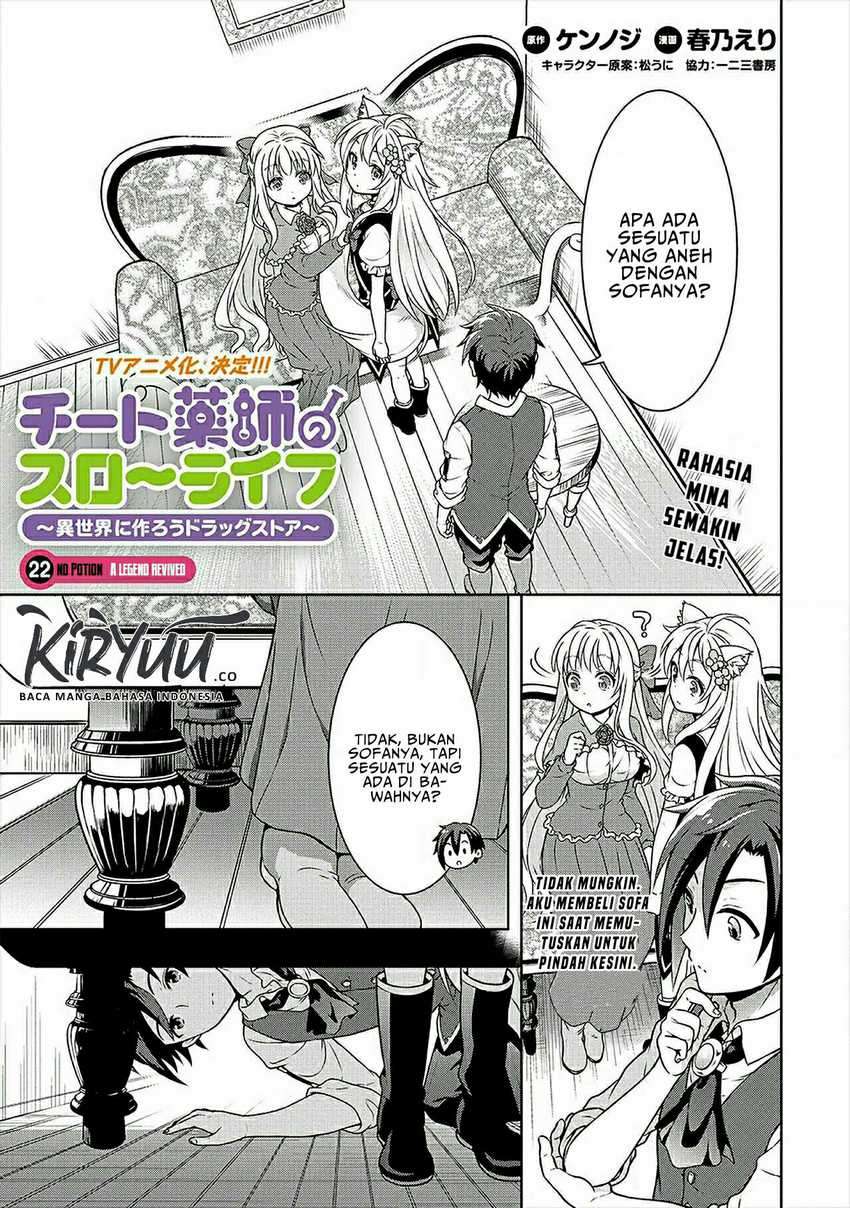 原作 ケンノジ 漫画 春乃えり
キャラクター原案:松うに 協力:一二三書房
APA ADA
SESUATU
YANG ANEH
DENGAN
SOFANYA?
TVアニメ化、決定!!!
チート薬師の
スローライフ
~異世界に作ろうドラッグストア~
22 ND POTION A LEGEND REVIVED
RAHASIA
MINA
SEMAKIN
JELAS!
KIRYUU.CO
BACA MANGA BAHASA INDONESIA
?
TIDAK MUNGKIN.
AKU MEMBELI SOFA
INI SAAT MEMU-
TUSKAN UNTUK
PINDAH KESINI.
TIDAK, BUKAN
SOFANYA, TAPI
SESUATU YANG
ADA DI BA-
WAHNYA?